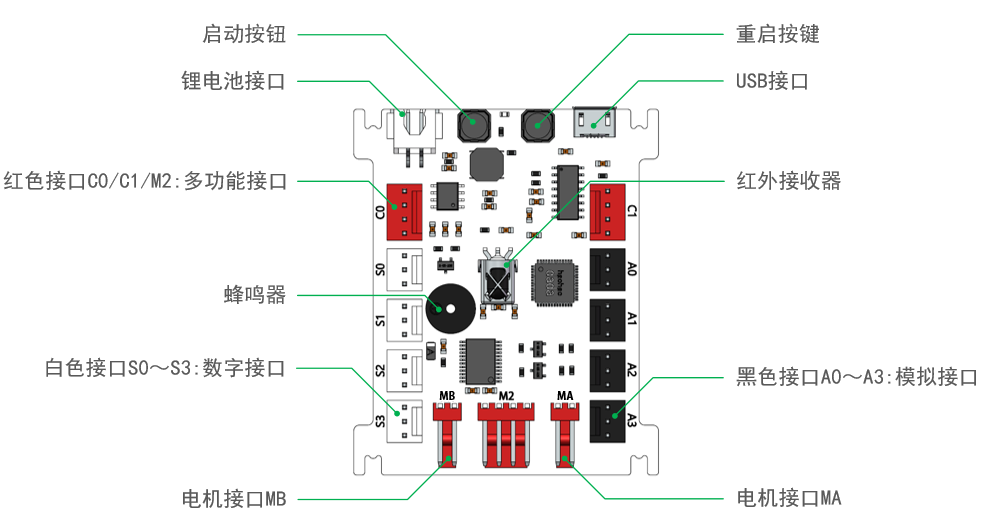 启动按钮
重启按键
锂电池接口
USB接口
红色接口C0/C1/M2:多功能接口
红外接收器
C0
C1
S0
A0
蜂鸣器
S1
A1
白色接口S0～S3:数字接口
S2
A2
黑色接口A0～A3:模拟接口
MB
M2
MA
S3
A3
电机接口MB
电机接口MA